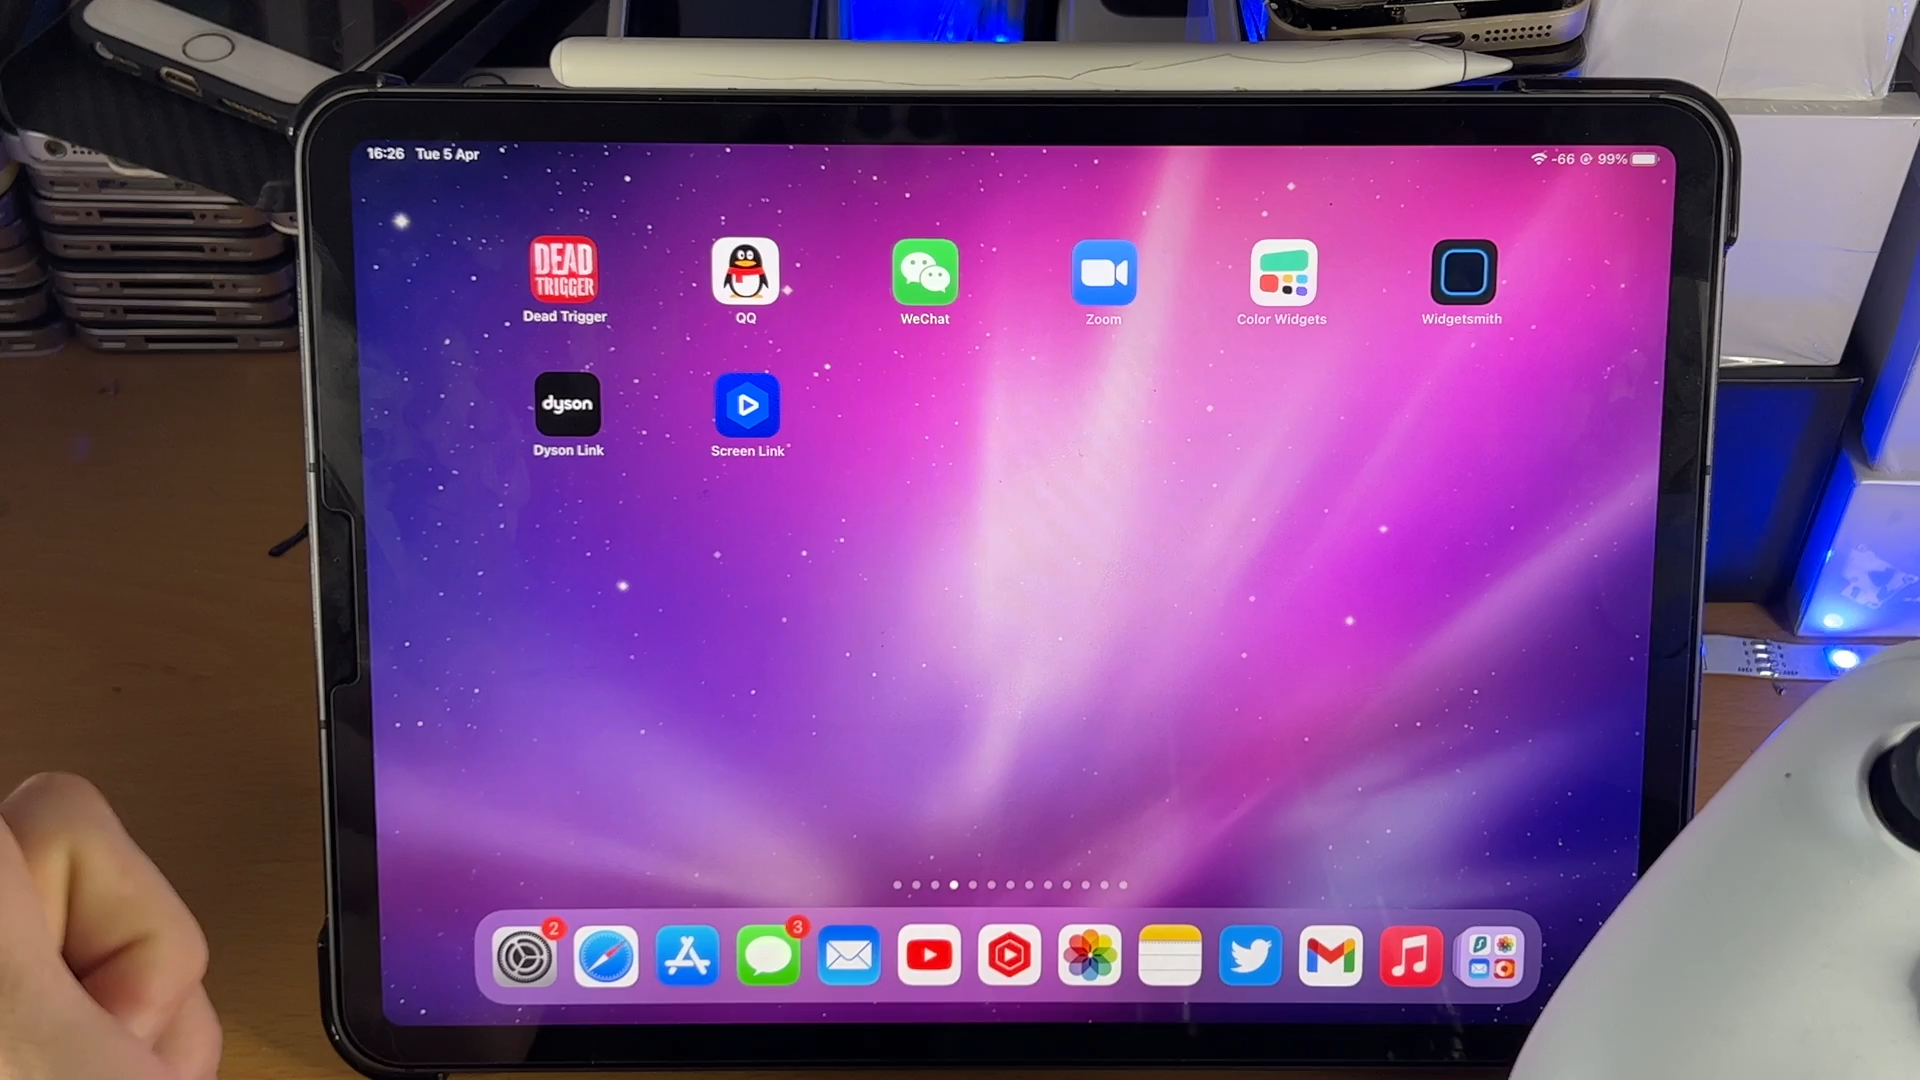 16:26 Tue 5 Apr
-66 99%
DEAD
TRIGGER
Dead Trigger
QQ
WeChat
Zoom
Color Widgets
Widgetsmith
dyson
Dyson Link
Screen Link
2
3